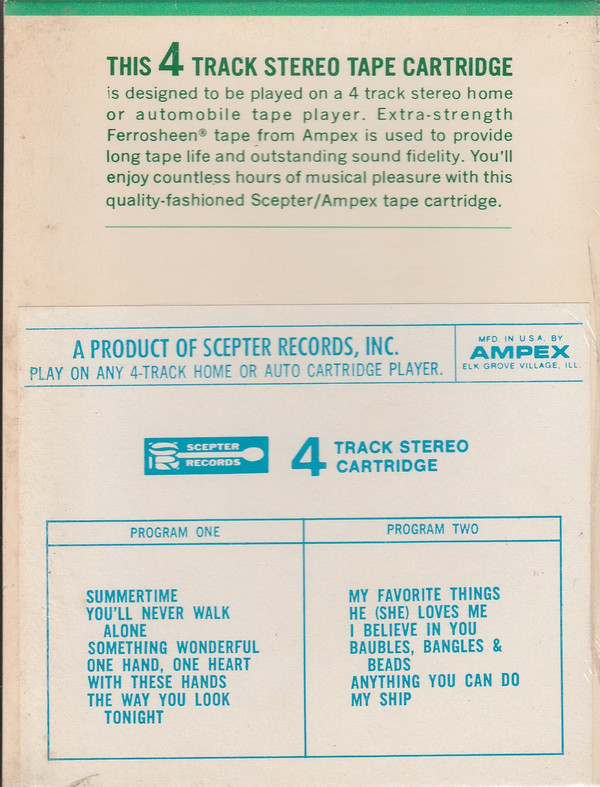 THIS 4 TRACK STEREO TAPE CARTRIDGE
is designed to be played on a 4 track stereo home
or automobile tape player. Extra-strength
Ferrosheen® tape from Ampex is used to provide
long tape life and outstanding sound fidelity. You'll
enjoy countless hours of musical pleasure with this
quality-fashioned Scepter/Ampex tape cartridge.
A PRODUCT OF SCEPTER RECORDS, INC.
PLAY ON ANY 4-TRACK HOME OR AUTO CARTRIDGE PLAYER.
MFD. IN U.S.A. BY
AMPEX
ELK GROVE VILLAGE, ILL.
SR SCEPTER
RECORDS
4 TRACK STEREO
CARTRIDGE
PROGRAM ONE
SUMMERTIME
YOU'LL NEVER WALK
ALONE
SOMETHING WONDERFUL
ONE HAND, ONE HEART
WITH THESE HANDS
THE WAY YOU LOOK
TONIGHT
PROGRAM TWO
MY FAVORITE THINGS
HE (SHE) LOVES ME
I BELIEVE IN YOU
BAUBLES, BANGLES &
BEADS
ANYTHING YOU CAN DO
MY SHIP